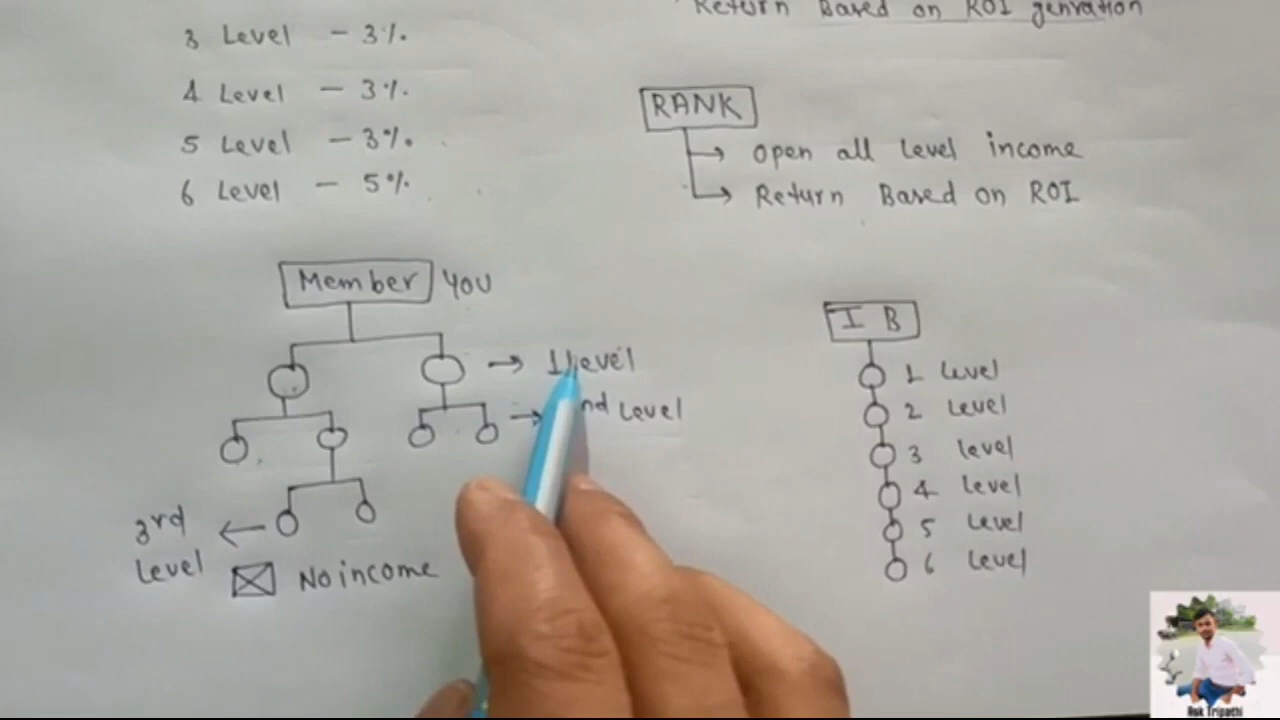 Return Based on ROI genration
3 Level - 3%.
4 Level - 3%.
5 Level - 3%.
6 Level - 5%.
RANK
→ Open all Level income
→ Return Based on ROI
Member YOU
→ 1 Level
→ nd Level
3rd ←
Level
No income
I B
1 Level
2 Level
3 Level
4 Level
5 Level
6 Level
Ask Tripathi